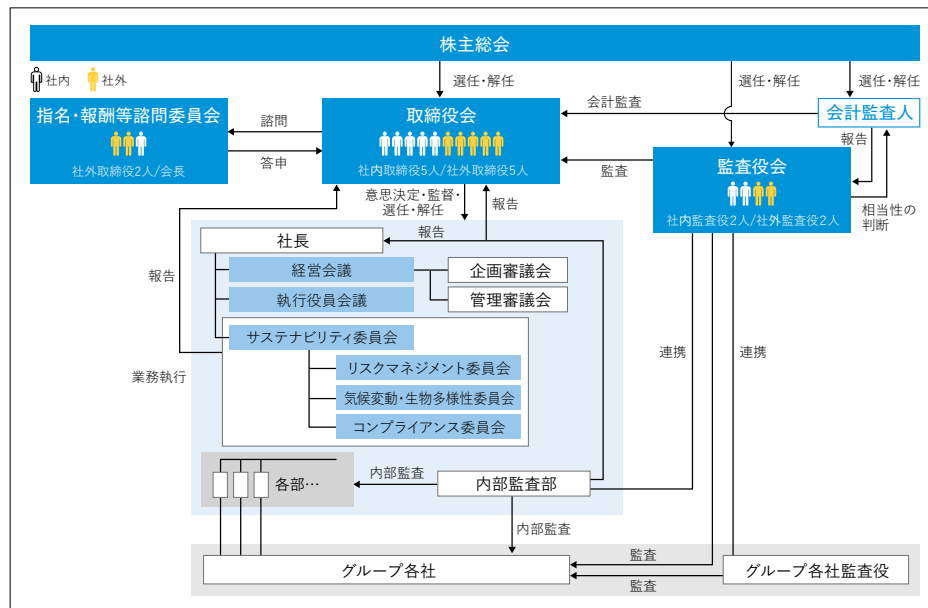 株主総会
社内
社外
選任・解任
選任・解任
選任・解任
指名・報酬等諮問委員会
社外取締役2人/会長
諮問
答申
取締役会
社内取締役5人/社外取締役5人
会計監査
会計監査人
監査
報告
監査役会
社内監査役2人/社外監査役2人
相当性の
判断
意思決定・監督・
選任・解任
報告
報告
社長
報告
経営会議
企画審議会
執行役員会議
管理審議会
サステナビリティ委員会
リスクマネジメント委員会
気候変動・生物多様性委員会
コンプライアンス委員会
業務執行
連携
連携
各部…
内部監査
内部監査部
内部監査
グループ各社
監査
監査
グループ各社監査役